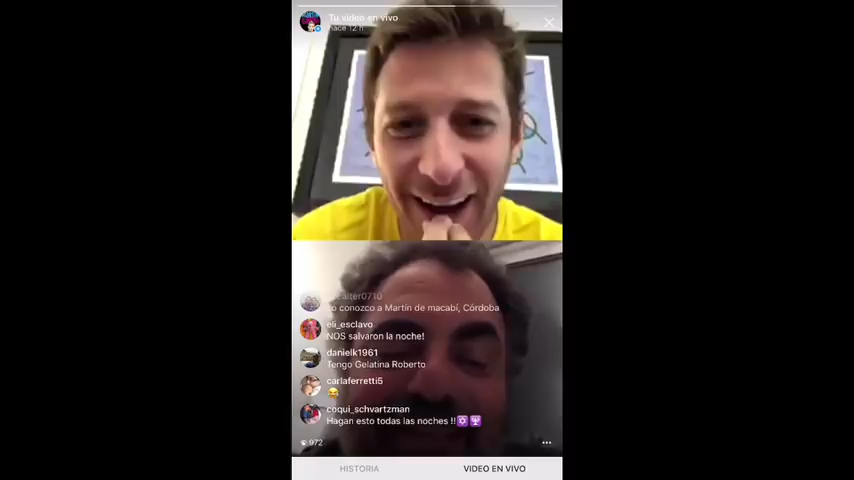 Tu video en vivo
hace 12 h
Yo conozco a Martín de macabí, Córdoba
eli_esclavo
NOS salvaron la noche!
danielk1961
Tengo Gelatina Roberto
carlaferretti5
coqui_schvartzman
Hagan esto todas las noches !!
972
HISTORIA
VIDEO EN VIVO